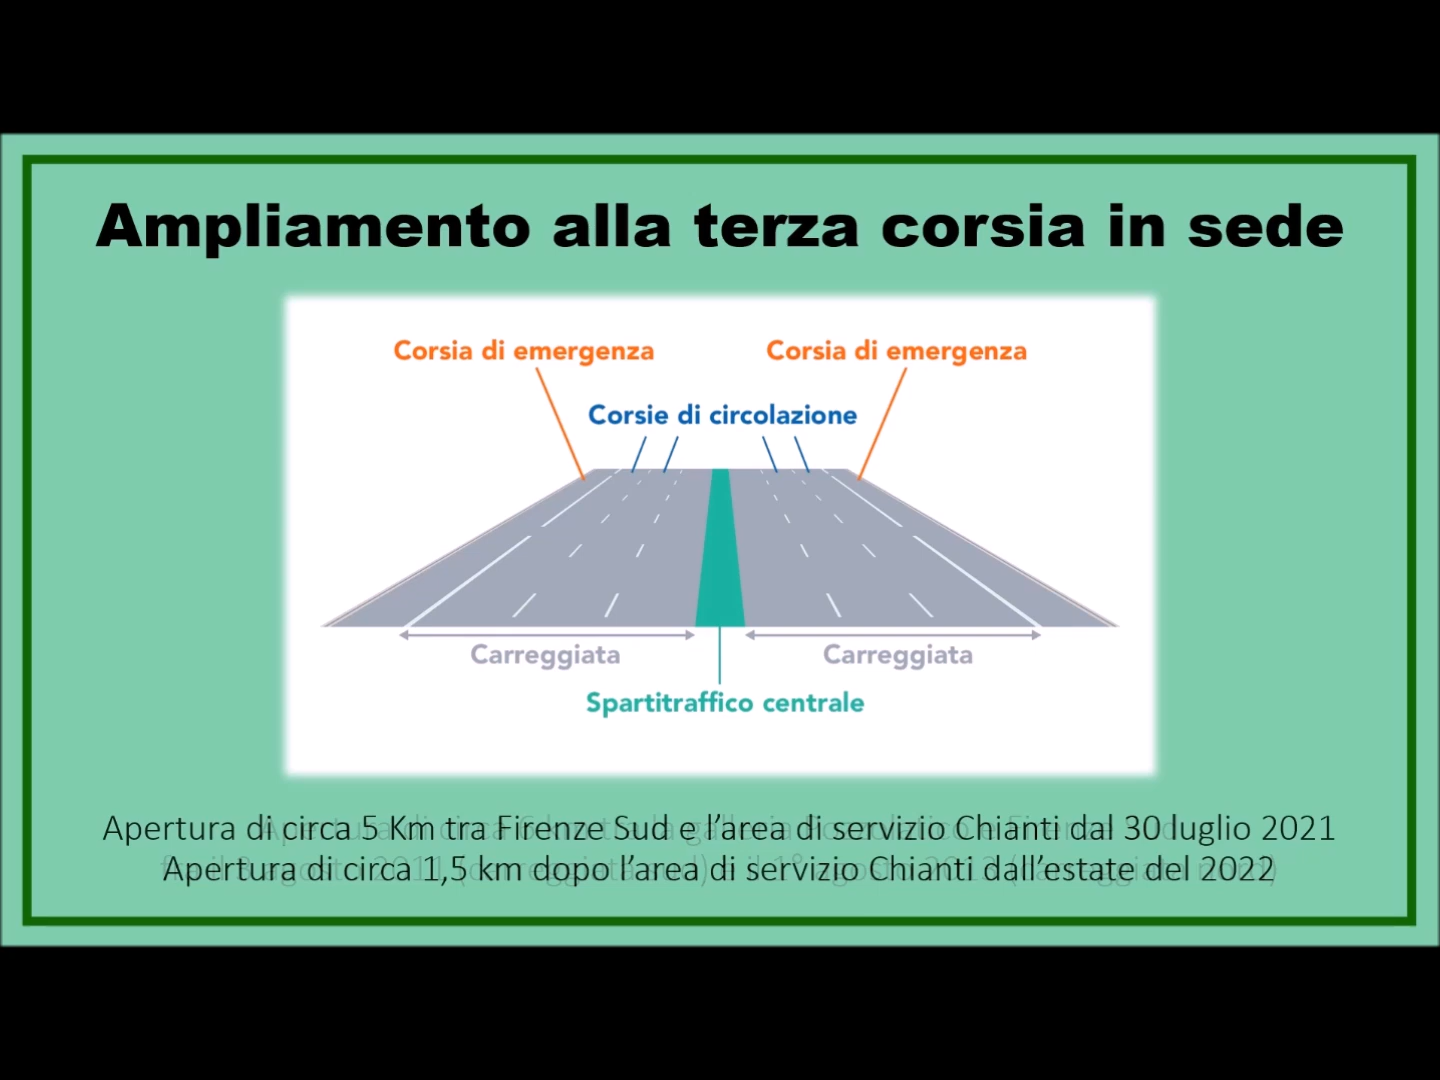 Ampliamento alla terza corsia in sede
Corsia di emergenza
Corsia di emergenza
Corsie di circolazione
Carreggiata
Carreggiata
Spartitraffico centrale
Apertura di circa 5 Km tra Firenze Sud e l’area di servizio Chianti dal 30 luglio 2021
Apertura di circa 1,5 km dopo l’area di servizio Chianti dall’estate del 2022